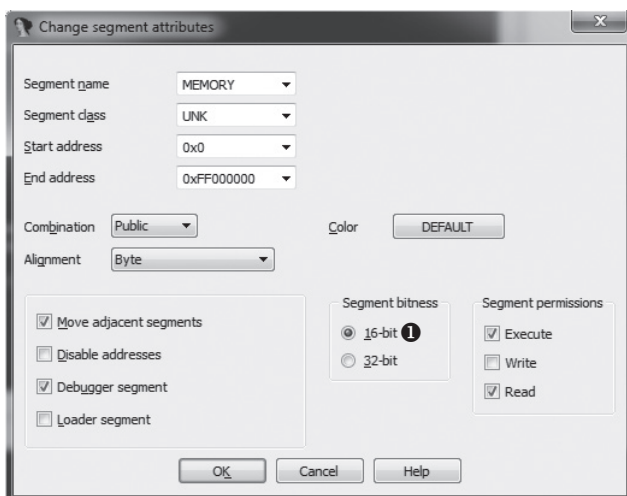 Change segment attributes
x
Segment name MEMORY
Segment class UNK
Start address 0x0
End address 0xFF000000
Combination Public Color DEFAULT
Alignment Byte
Segment bitness Segment permissions
Move adjacent segments 16-bit ❶ Execute
Disable addresses 32-bit Write
Debugger segment Read
Loader segment
OK Cancel Help